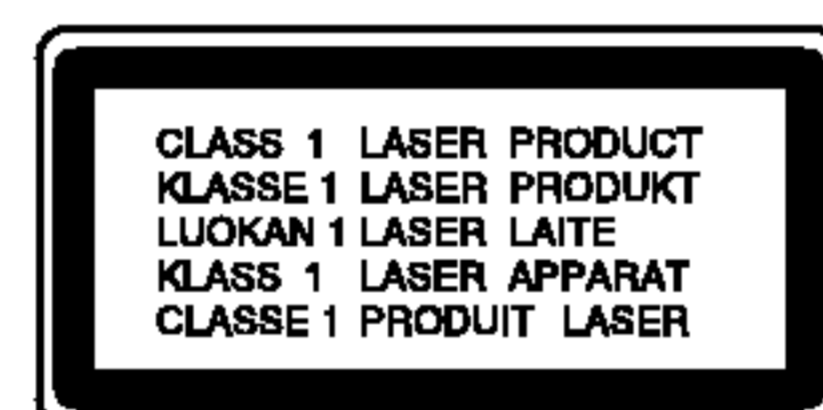 CLASS 1 LASER PRODUCT
KLASSE 1 LASER PRODUKT
LUOKAN 1 LASER LAITE
KLASS 1 LASER APPARAT
CLASSE 1 PRODUIT LASER